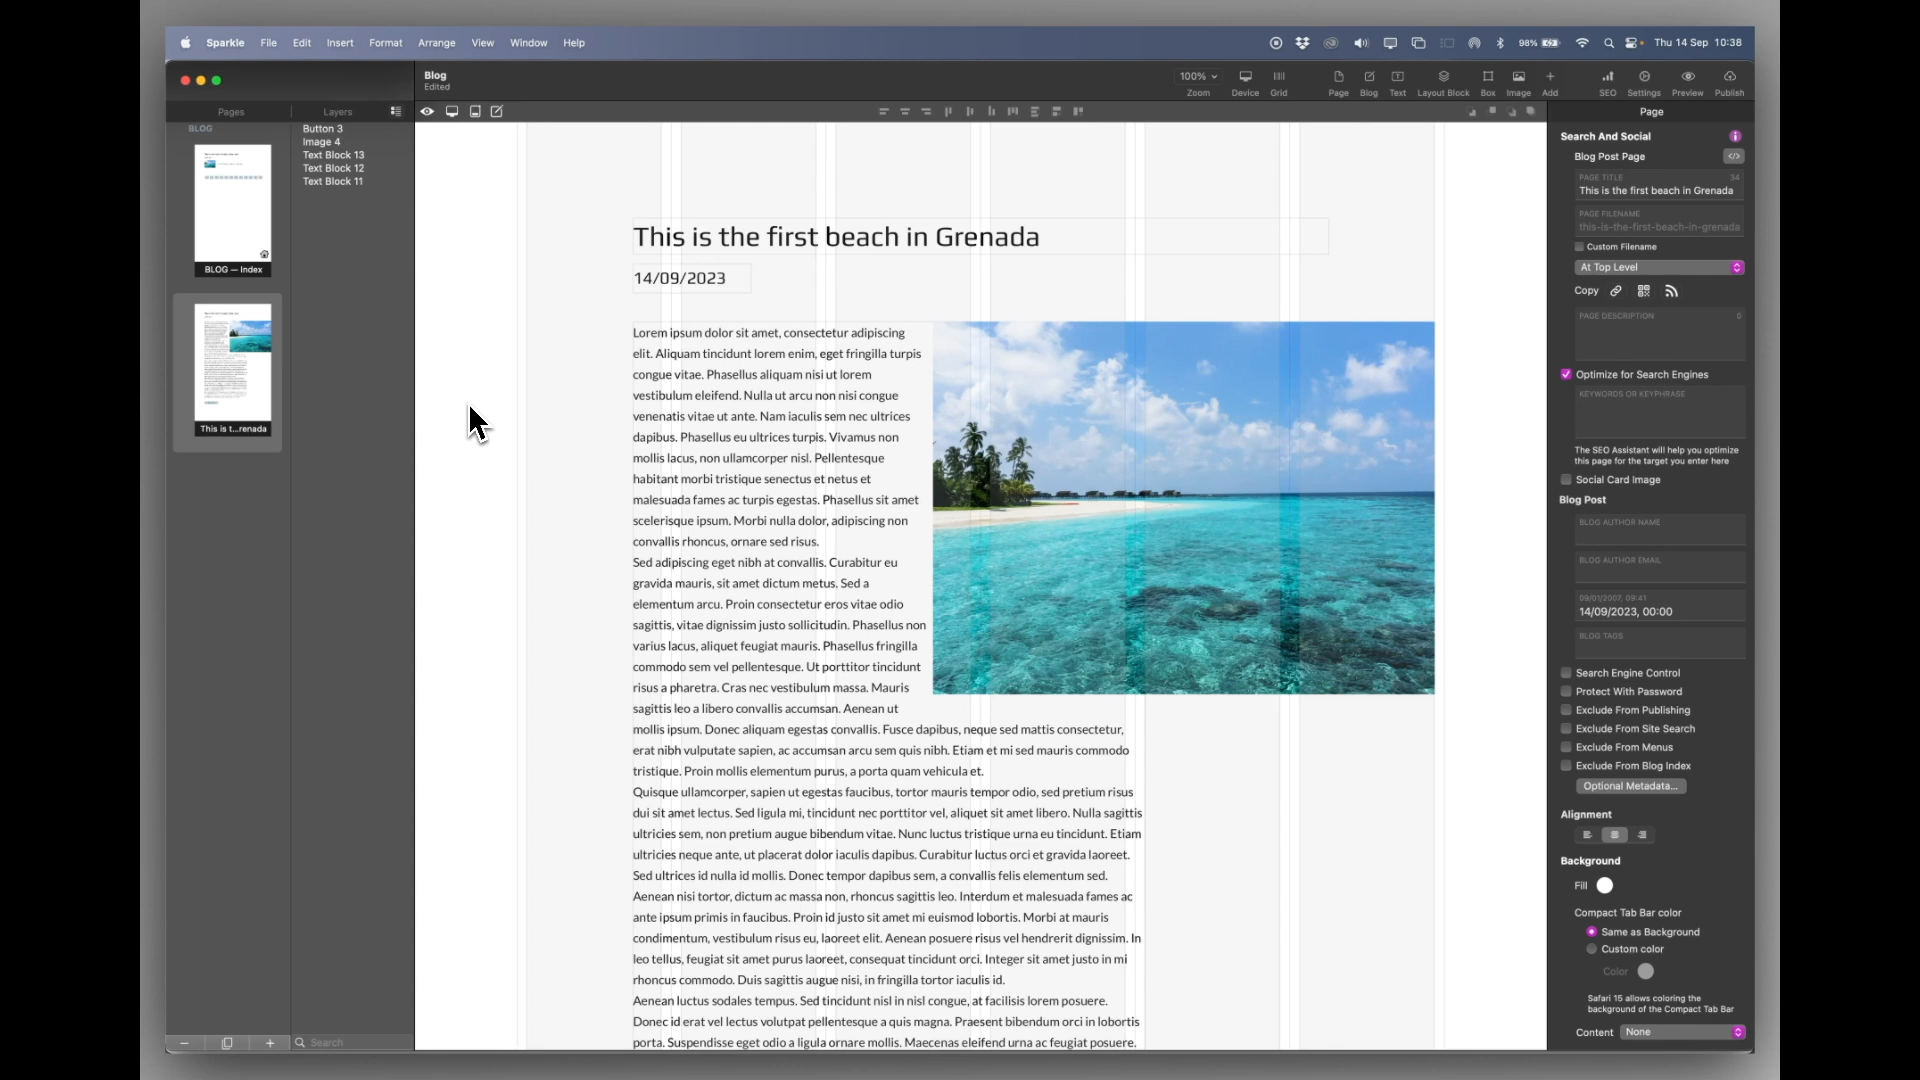 Sparkle File Edit Insert Format Arrange View Window Help
98% Thu 14 Sep 10:38
Blog
Edited
100%
Zoom Device Grid Page Blog Text Layout Block Box Image Add SEO Settings Preview Publish
Pages Layers
BLOG
BLOG — Index
This is t...renada
Button 3
Image 4
Text Block 13
Text Block 12
Text Block 11
Search
This is the first beach in Grenada
14/09/2023
Lorem ipsum dolor sit amet, consectetur adipiscing
elit. Aliquam tincidunt lorem enim, eget fringilla turpis
congue vitae. Phasellus aliquam nisi ut lorem
vestibulum eleifend. Nulla ut arcu non nisi congue
venenatis vitae ut ante. Nam iaculis sem nec ultrices
dapibus. Phasellus eu ultrices turpis. Vivamus non
mollis lacus, non ullamcorper nisl. Pellentesque
habitant morbi tristique senectus et netus et
malesuada fames ac turpis egestas. Phasellus sit amet
scelerisque ipsum. Morbi nulla dolor, adipiscing non
convallis rhoncus, ornare sed risus.
Sed adipiscing eget nibh at convallis. Curabitur eu
gravida mauris, sit amet dictum metus. Sed a
elementum arcu. Proin consectetur eros vitae odio
sagittis, vitae dignissim justo sollicitudin. Phasellus non
varius lacus, aliquet feugiat mauris. Phasellus fringilla
commodo sem vel pellentesque. Ut porttitor tincidunt
risus a pharetra. Cras nec vestibulum massa. Mauris
sagittis leo a libero convallis accumsan. Aenean ut
mollis ipsum. Donec aliquam egestas convallis. Fusce dapibus, neque sed mattis consectetur,
erat nibh vulputate sapien, ac accumsan arcu sem quis nibh. Etiam et mi sed mauris commodo
tristique. Proin mollis elementum purus, a porta quam vehicula et.
Quisque ullamcorper, sapien ut egestas faucibus, tortor mauris tempor odio, sed pretium risus
dui sit amet lectus. Sed ligula mi, tincidunt nec porttitor vel, aliquet sit amet libero. Nulla sagittis
ultricies sem, non pretium augue bibendum vitae. Nunc luctus tristique urna eu tincidunt. Etiam
ultricies neque ante, ut placerat dolor iaculis dapibus. Curabitur luctus orci et gravida laoreet.
Sed ultrices id nulla id mollis. Donec tempor dapibus sem, a convallis felis elementum sed.
Aenean nisi tortor, dictum ac massa non, rhoncus sagittis leo. Interdum et malesuada fames ac
ante ipsum primis in faucibus. Proin id justo sit amet mi euismod lobortis. Morbi at mauris
condimentum, vestibulum risus eu, laoreet elit. Aenean posuere risus vel hendrerit dignissim. In
leo tellus, feugiat sit amet purus laoreet, consequat tincidunt orci. Integer sit amet justo in mi
rhoncus commodo. Duis sagittis augue nisi, in fringilla tortor iaculis id.
Aenean luctus sodales tempus. Sed tincidunt nisl in nisl congue, at facilisis lorem posuere.
Donec id erat vel lectus volutpat pellentesque a quis magna. Praesent bibendum orci in lobortis
porta. Suspendisse eget odio a ligula ornare mollis. Maecenas eleifend urna ac feugiat posuere.
Page
Search And Social
Blog Post Page
PAGE TITLE 34
This is the first beach in Grenada
PAGE FILENAME
this-is-the-first-beach-in-grenada
Custom Filename
At Top Level
Copy
PAGE DESCRIPTION 0
Optimize for Search Engines
KEYWORDS OR KEYPHRASE
The SEO Assistant will help you optimize
this page for the target you enter here
Social Card Image
Blog Post
BLOG AUTHOR NAME
BLOG AUTHOR EMAIL
09/01/2007, 09:41
14/09/2023, 00:00
BLOG TAGS
Search Engine Control
Protect With Password
Exclude From Publishing
Exclude From Site Search
Exclude From Menus
Exclude From Blog Index
Optional Metadata...
Alignment
Background
Fill
Compact Tab Bar color
Same as Background
Custom color
Color
Safari 15 allows coloring the
background of the Compact Tab Bar
Content None